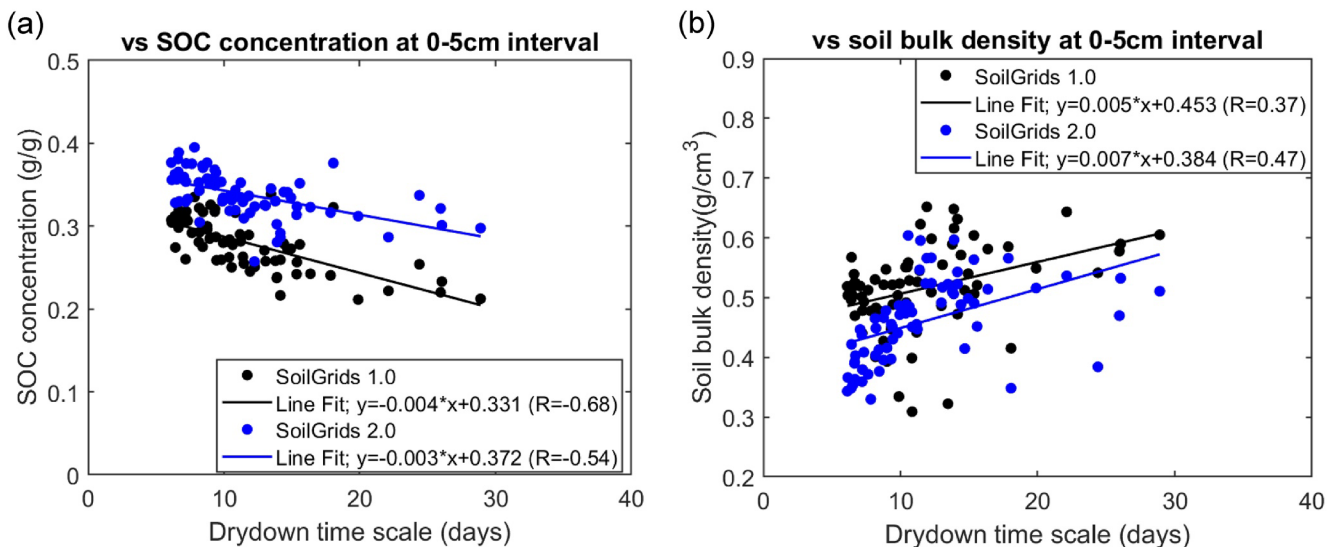 (a)
vs SOC concentration at 0-5cm interval
0.5
0.4
0.3
0.2
0.1
0
SOC concentration (g/g)
SoilGrids 1.0
Line Fit; y=-0.004*x+0.331 (R=-0.68)
SoilGrids 2.0
Line Fit; y=-0.003*x+0.372 (R=-0.54)
0 10 20 30 40
Drydown time scale (days)
(b)
vs soil bulk density at 0-5cm interval
0.9
0.8
0.7
0.6
0.5
0.4
0.3
0.2
Soil bulk density(g/cm³)
SoilGrids 1.0
Line Fit; y=0.005*x+0.453 (R=0.37)
SoilGrids 2.0
Line Fit; y=0.007*x+0.384 (R=0.47)
0 10 20 30 40
Drydown time scale (days)